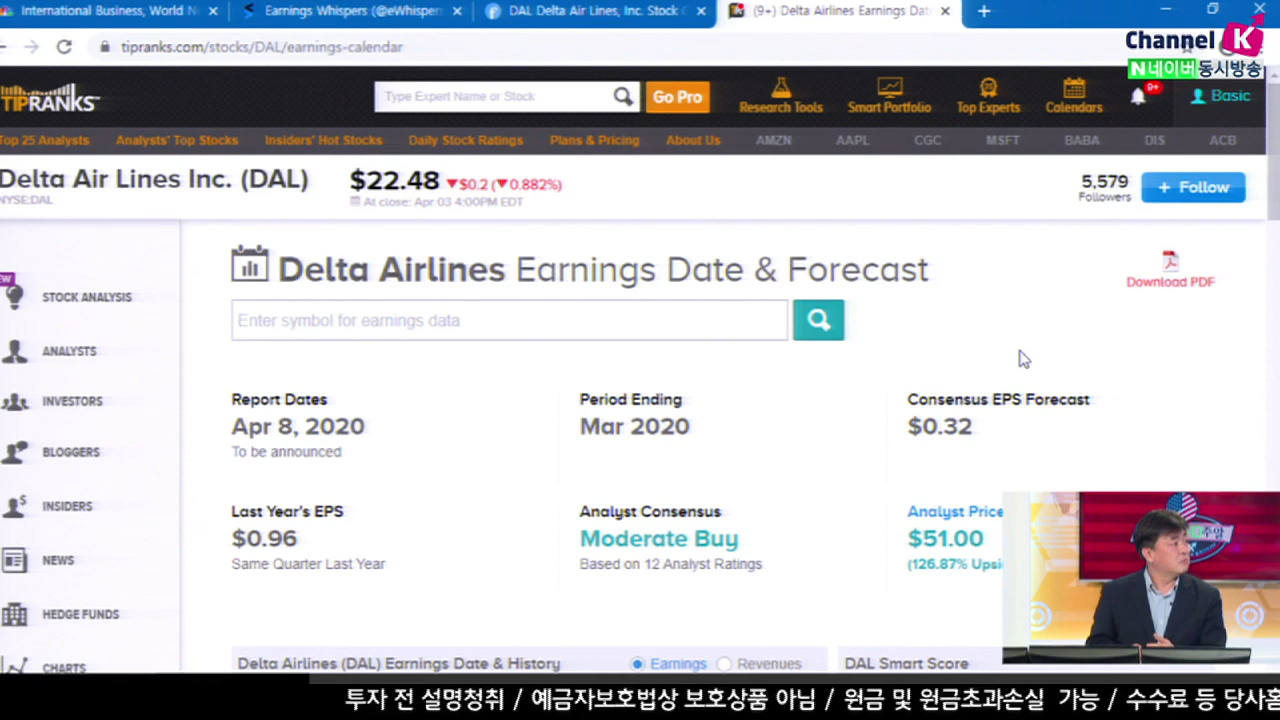 International Business, World N
Earnings Whispers (@eWhisper
DAL Delta Air Lines, Inc. Stock
(9+) Delta Airlines Earnings Dat
tipranks.com/stocks/DAL/earnings-calendar
Channel K
N 네이버 동시방송
TIPRANKS
Type Expert Name or Stock
Go Pro
Research Tools
Smart Portfolio
25
Top Experts
Calendars
9+
Basic
Top 25 Analysts
Analysts' Top Stocks
Insiders' Hot Stocks
Daily Stock Ratings
Plans & Pricing
About Us
AMZN
AAPL
CGC
MSFT
BABA
DIS
ACB
Delta Air Lines Inc. (DAL)
NYSE:DAL
$22.48 ▼$0.2 (▼0.882%)
At close: Apr 03 4:00PM EDT
5,579
Followers
+ Follow
Delta Airlines Earnings Date & Forecast
Download PDF
Enter symbol for earnings data
STOCK ANALYSIS
ANALYSTS
INVESTORS
BLOGGERS
INSIDERS
NEWS
HEDGE FUNDS
CHARTS
Report Dates
Apr 8, 2020
To be announced
Period Ending
Mar 2020
Consensus EPS Forecast
$0.32
Last Year's EPS
$0.96
Same Quarter Last Year
Analyst Consensus
Moderate Buy
Based on 12 Analyst Ratings
Analyst Price
$51.00
(126.87% Upsi
Delta Airlines (DAL) Earnings Date & History
Earnings
Revenues
DAL Smart Score
투자 전 설명청취 / 예금자보호법상 보호상품 아님 / 원금 및 원금초과손실 가능 / 수수료 등 당사홈